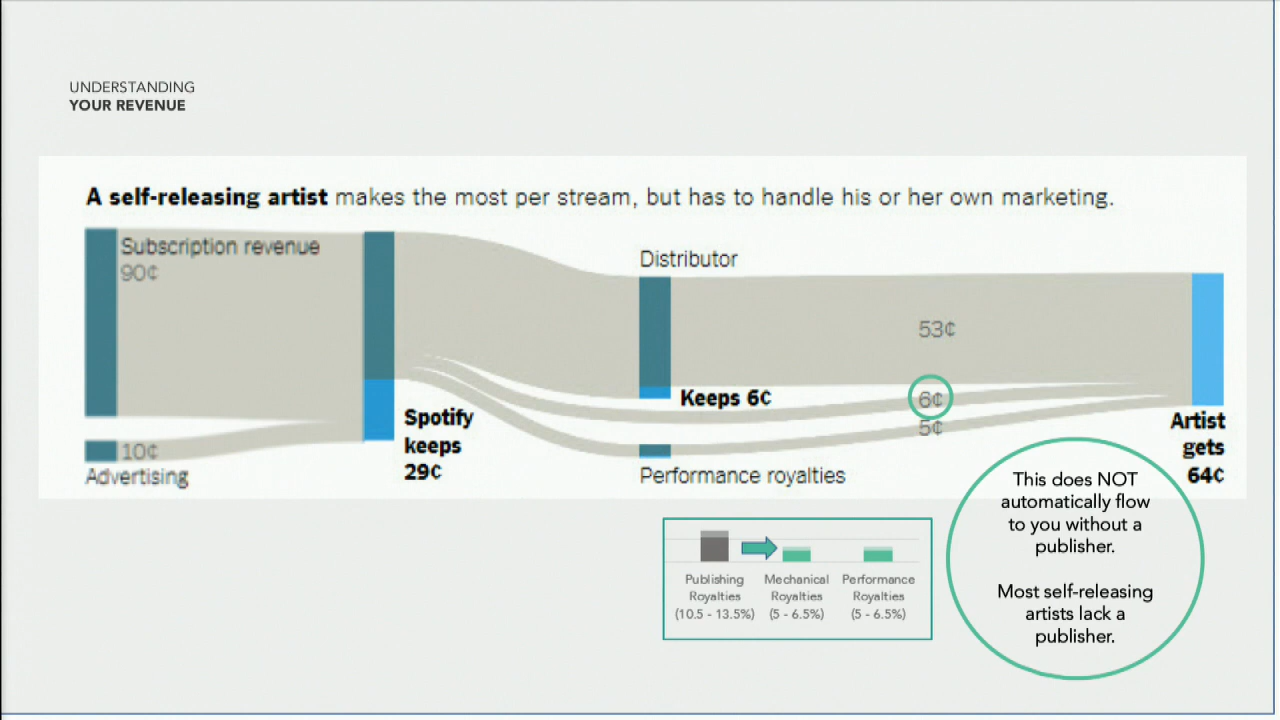 UNDERSTANDING
YOUR REVENUE
A self-releasing artist makes the most per stream, but has to handle his or her own marketing.
Subscription revenue
90¢
10¢
Advertising
Spotify
keeps
29¢
Distributor
Keeps 6¢
Performance royalties
53¢
6¢
5¢
Artist
gets
64¢
This does NOT
automatically flow
to you without a
publisher.
Most self-releasing
artists lack a
publisher.
Publishing
Royalties
(10.5 - 13.5%)
Mechanical
Royalties
(5 - 6.5%)
Performance
Royalties
(5 - 6.5%)